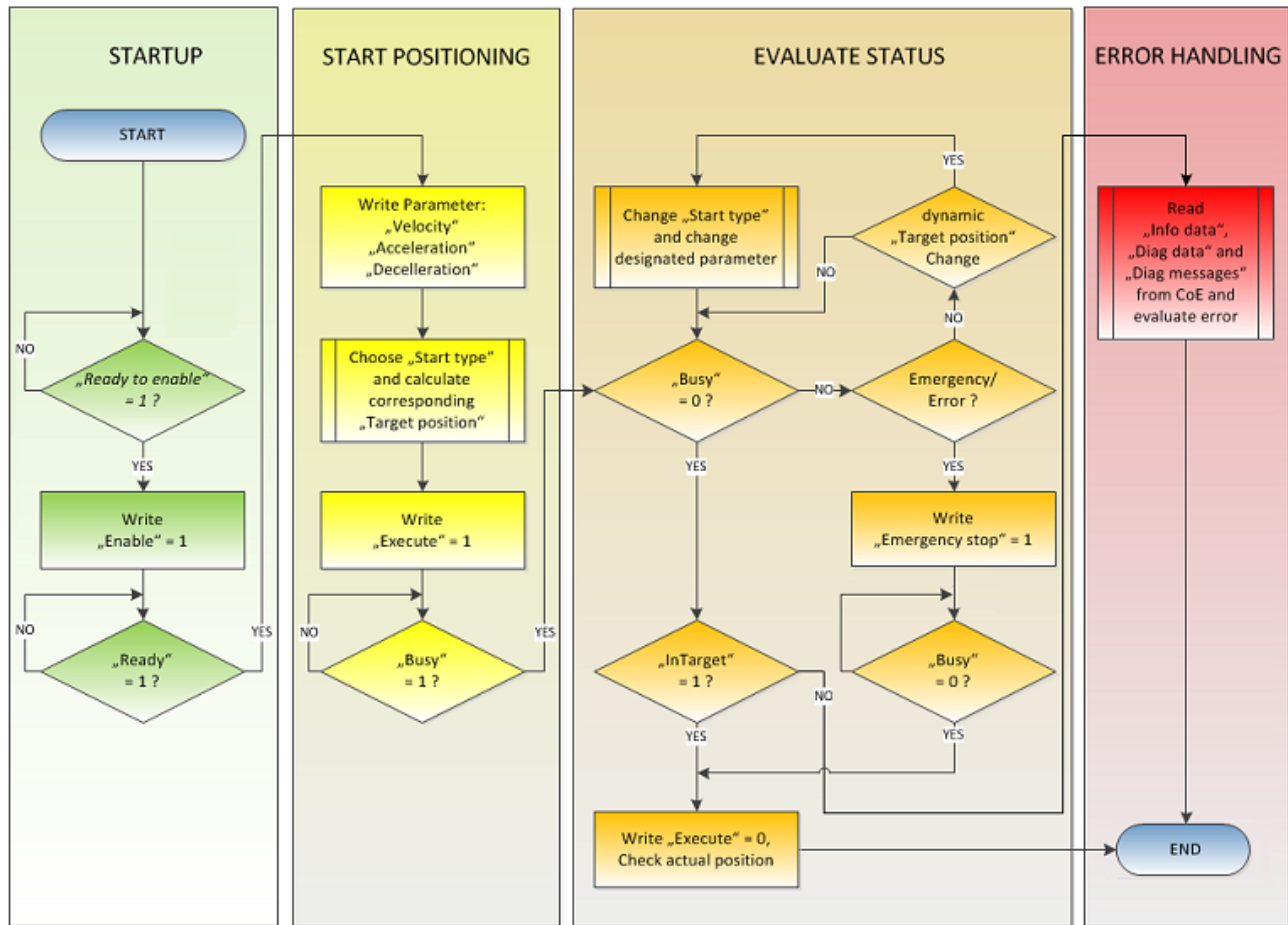 STARTUP
START
NO
„Ready to enable“
= 1 ?
YES
Write
„Enable“ = 1
NO
„Ready“
= 1 ?
YES
START POSITIONING
Write Parameter:
„Velocity“
„Acceleration“
„Decelleration“
Choose „Start type“
and calculate
corresponding
„Target position“
Write
„Execute“ = 1
NO
„Busy“
= 1 ?
YES
EVALUATE STATUS
YES
Change „Start type“
and change
designated parameter
dynamic
„Target position“
Change
NO
NO
„Busy“
= 0 ?
NO
Emergency/
Error ?
YES
YES
Write
„Emergency stop“ = 1
„InTarget“
= 1 ?
NO
„Busy“
= 0 ?
YES
YES
Write „Execute“ = 0,
Check actual position
ERROR HANDLING
Read
„Info data“,
„Diag data“ and
„Diag messages“
from CoE and
evaluate error
END